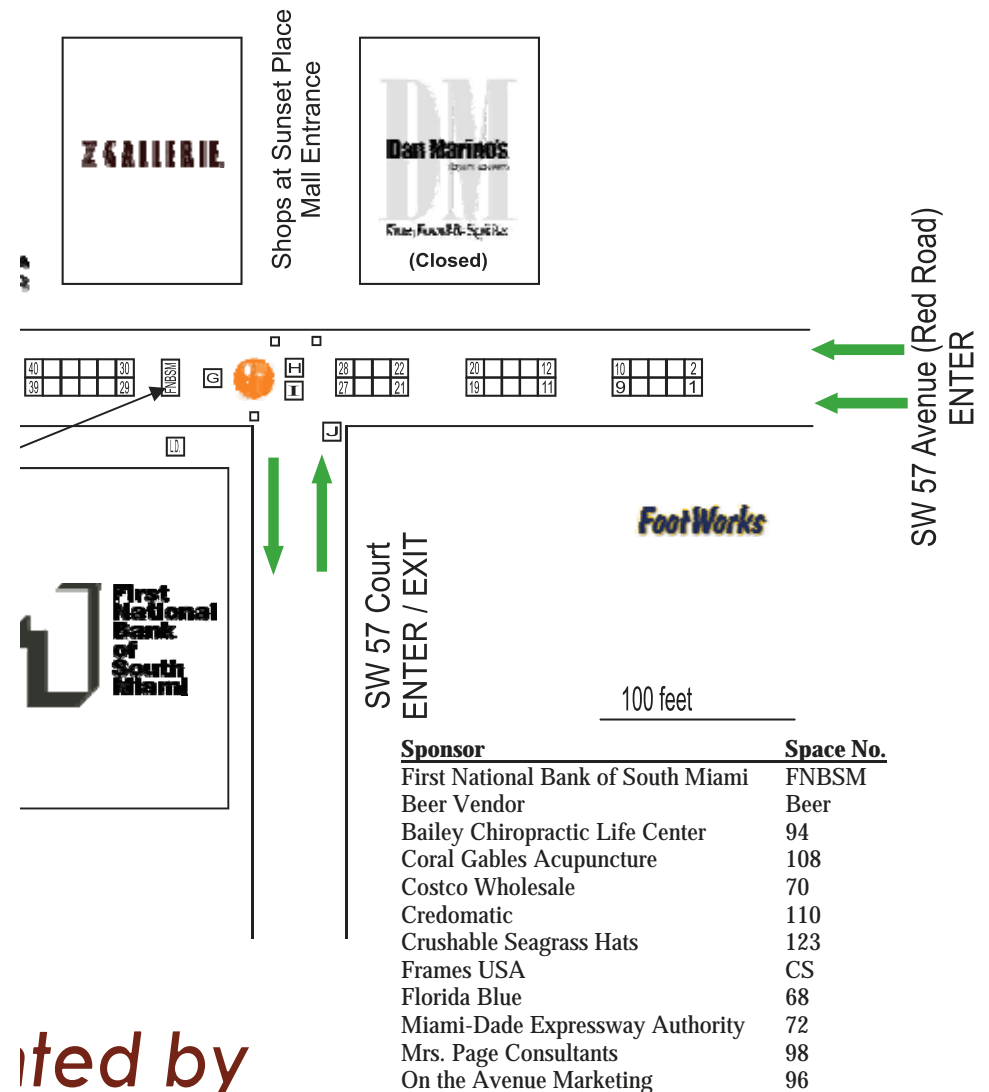 Shops at Sunset Place
Mall Entrance
Z GALLERIE.
DM
Dan Marino's
(Closed)
SW 57 Avenue (Red Road)
ENTER
40 30
39 29
FNBSM
G
H
I
28 22
27 21
20 12
19 11
10 2
9 1
J
L.D.
FootWorks
First
National
Bank
of
South
Miami
SW 57 Court
ENTER / EXIT
100 feet
Sponsor Space No.
First National Bank of South Miami FNBSM
Beer Vendor Beer
Bailey Chiropractic Life Center 94
Coral Gables Acupuncture 108
Costco Wholesale 70
Credomatic 110
Crushable Seagrass Hats 123
Frames USA CS
Florida Blue 68
Miami-Dade Expressway Authority 72
Mrs. Page Consultants 98
On the Avenue Marketing 96
ted by